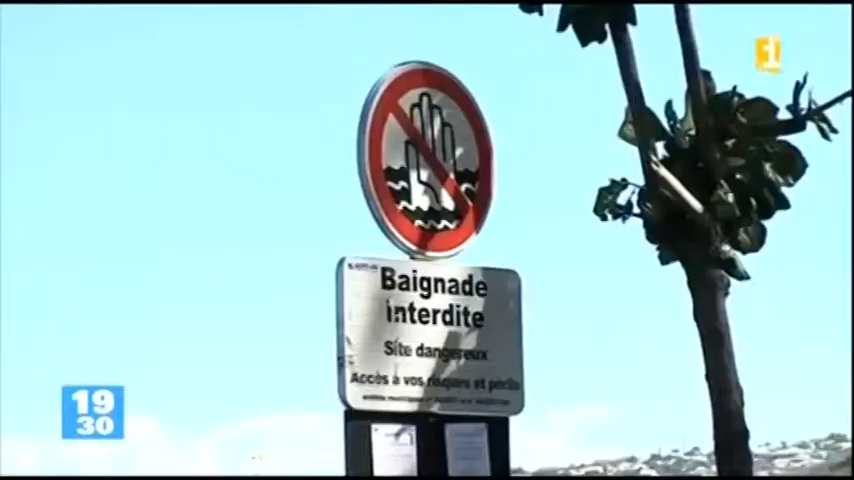 1
Baignade
interdite
Site dangereux
Accès à vos risques et périls
19
30